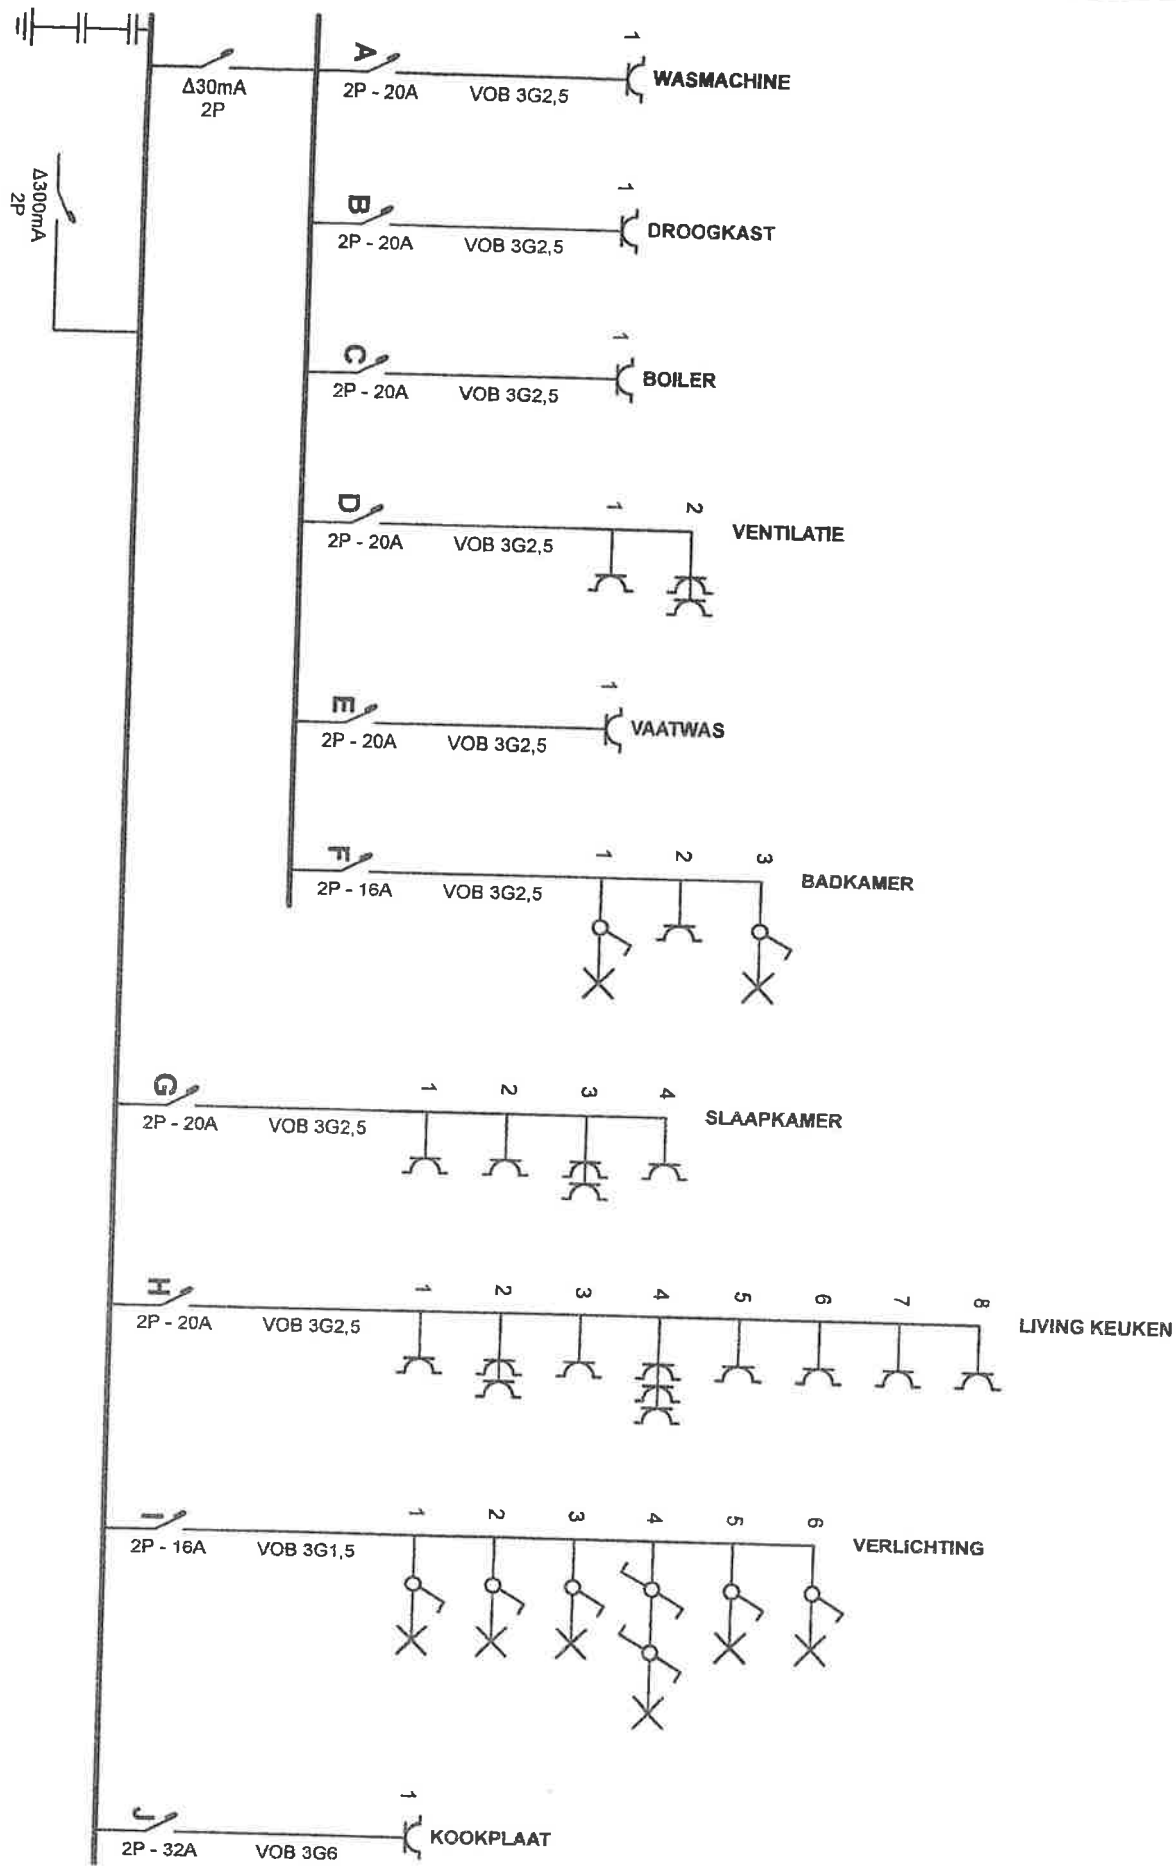 1
A
WASMACHINE
Δ30mA
2P
2P - 20A
VOB 3G2,5
Δ300mA
2P
1
B
DROOGKAST
2P - 20A
VOB 3G2,5
1
C
BOILER
2P - 20A
VOB 3G2,5
D
1
2
VENTILATIE
2P - 20A
VOB 3G2,5
1
E
VAATWAS
2P - 20A
VOB 3G2,5
F
1
2
3
BADKAMER
2P - 16A
VOB 3G2,5
G
1
2
3
4
SLAAPKAMER
2P - 20A
VOB 3G2,5
H
1
2
3
4
5
6
7
8
LIVING KEUKEN
2P - 20A
VOB 3G2,5
I
1
2
3
4
5
6
VERLICHTING
2P - 16A
VOB 3G1,5
1
J
KOOKPLAAT
2P - 32A
VOB 3G6